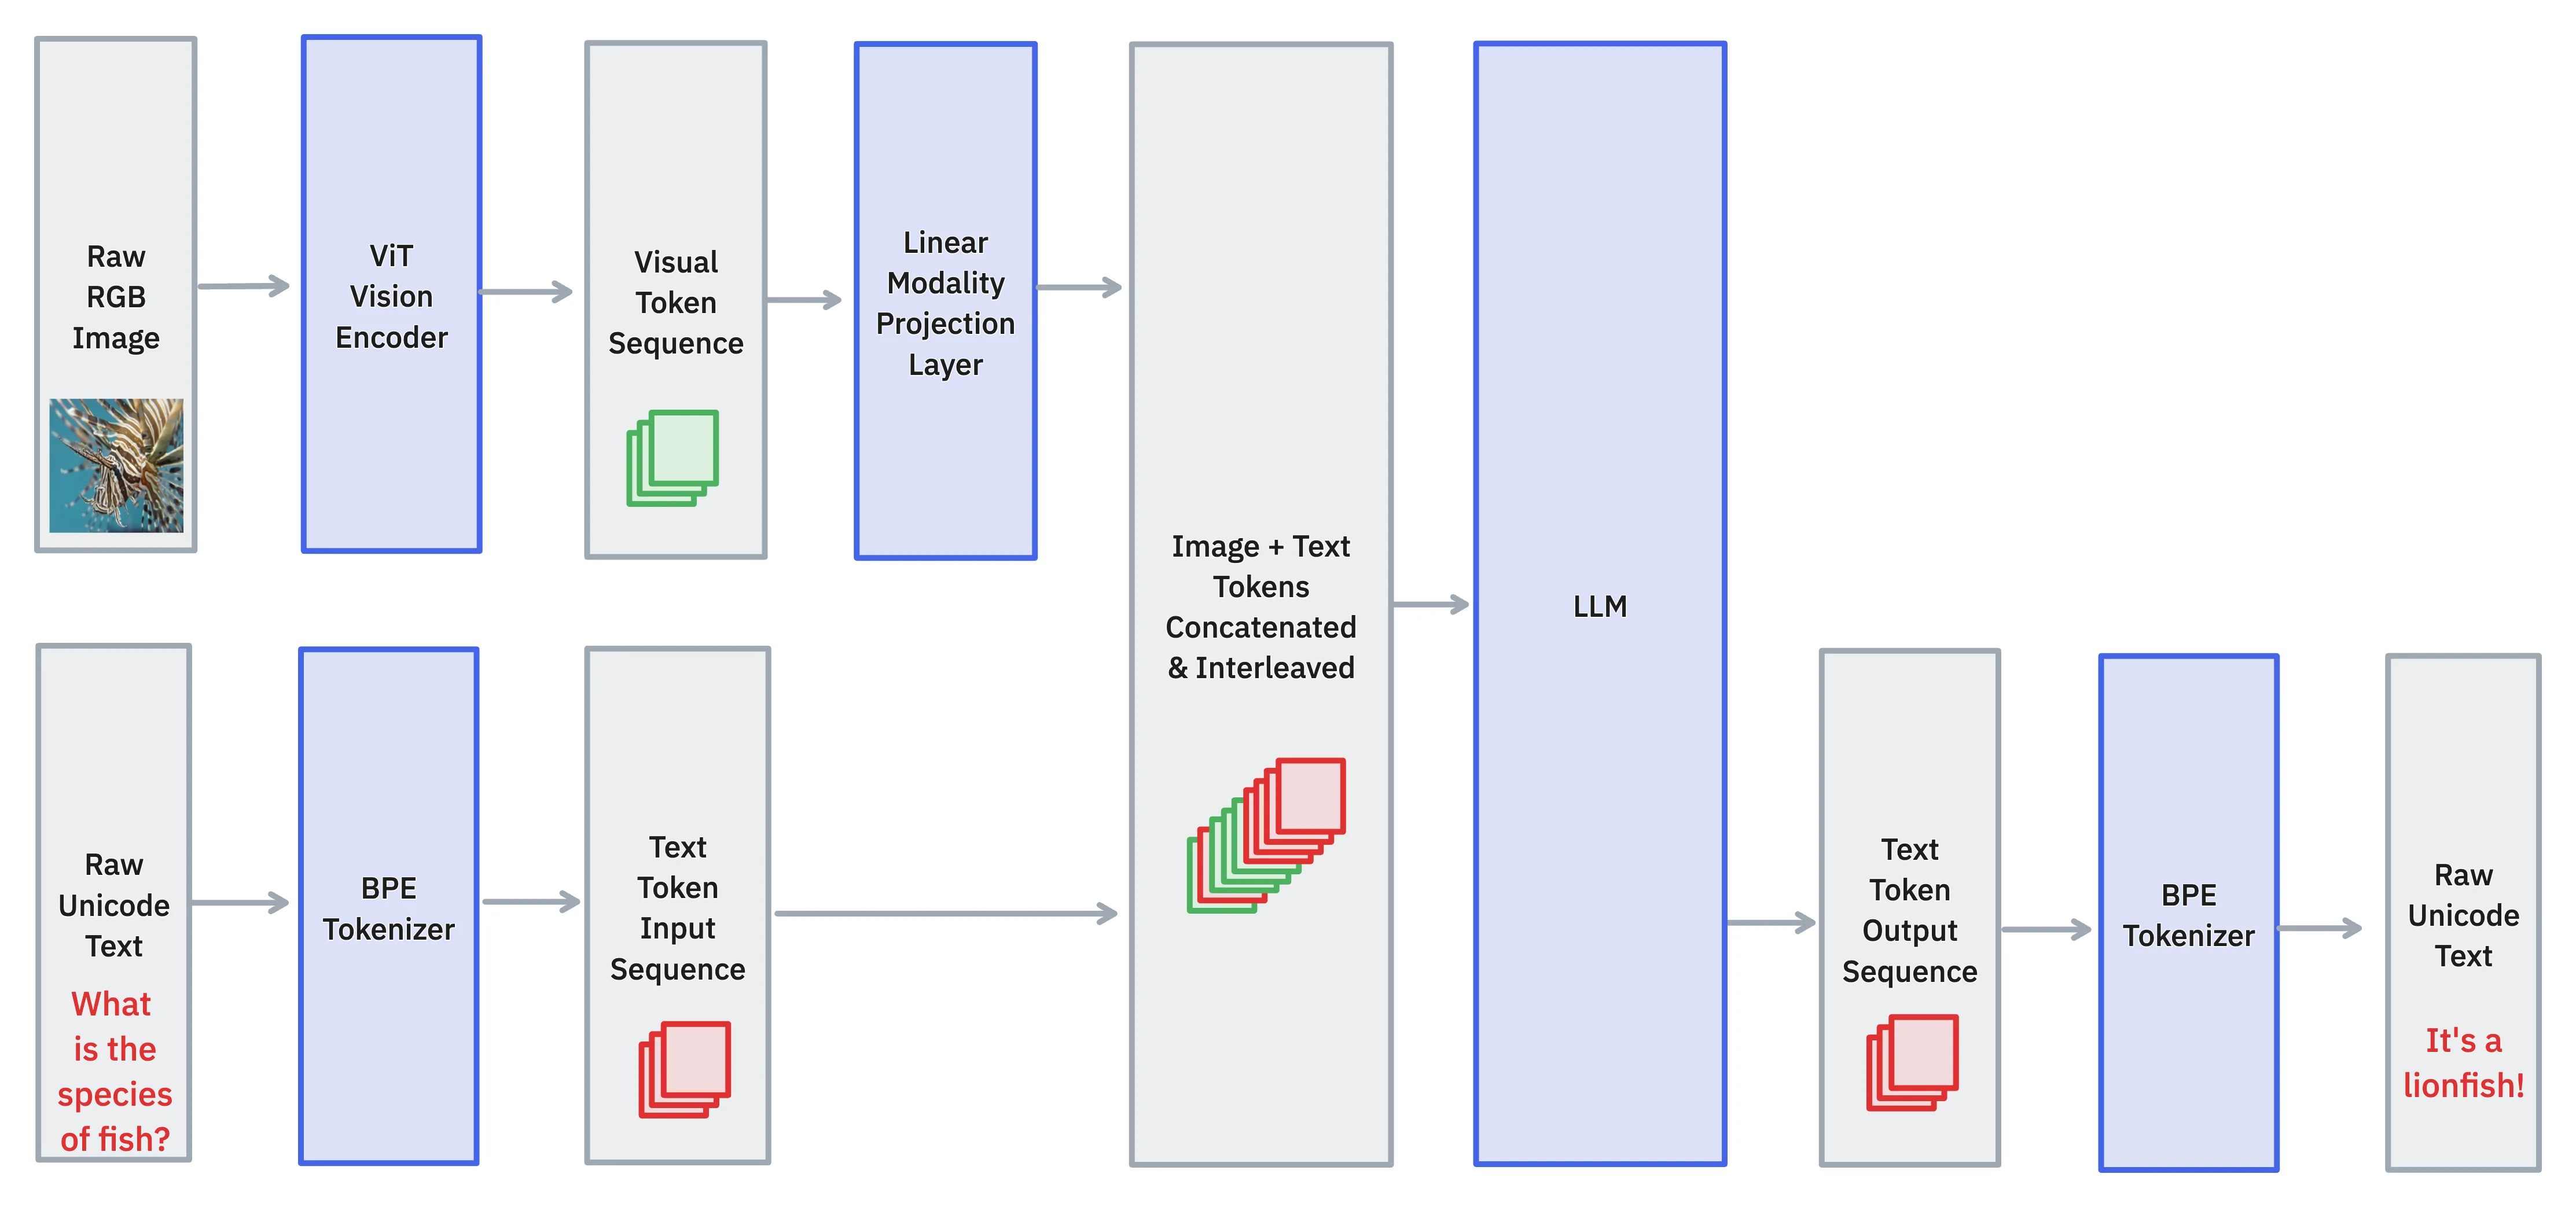 Raw
RGB
Image
ViT
Vision
Encoder
Visual
Token
Sequence
Linear
Modality
Projection
Layer
Image + Text
Tokens
Concatenated
& Interleaved
LLM
Raw
Unicode
Text
What
is the
species
of fish?
BPE
Tokenizer
Text
Token
Input
Sequence
Text
Token
Output
Sequence
BPE
Tokenizer
Raw
Unicode
Text
It's a
lionfish!